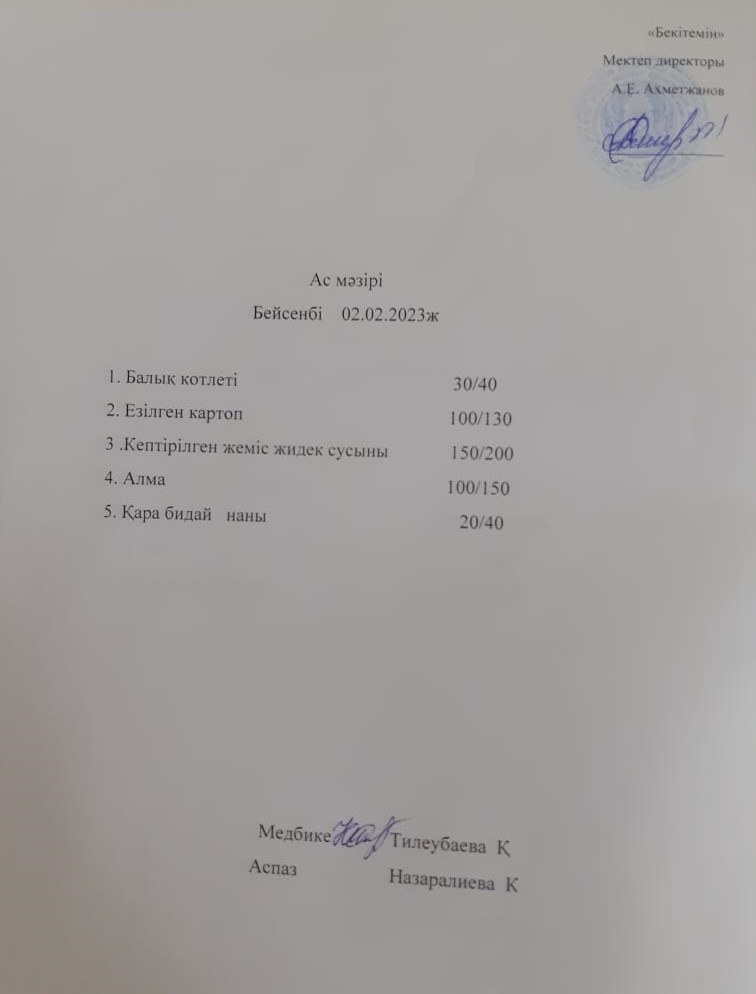 «Бекітемін»
Мектеп директоры
А.Е. Ахметжанов
Ас мәзірі
Бейсенбі 02.02.2023ж
1. Балық котлеті 30/40
2. Езілген картоп 100/130
3 .Кептірілген жеміс жидек сусыны 150/200
4. Алма 100/150
5. Қара бидай наны 20/40
Медбике Тилеубаева Қ
Аспаз Назаралиева К